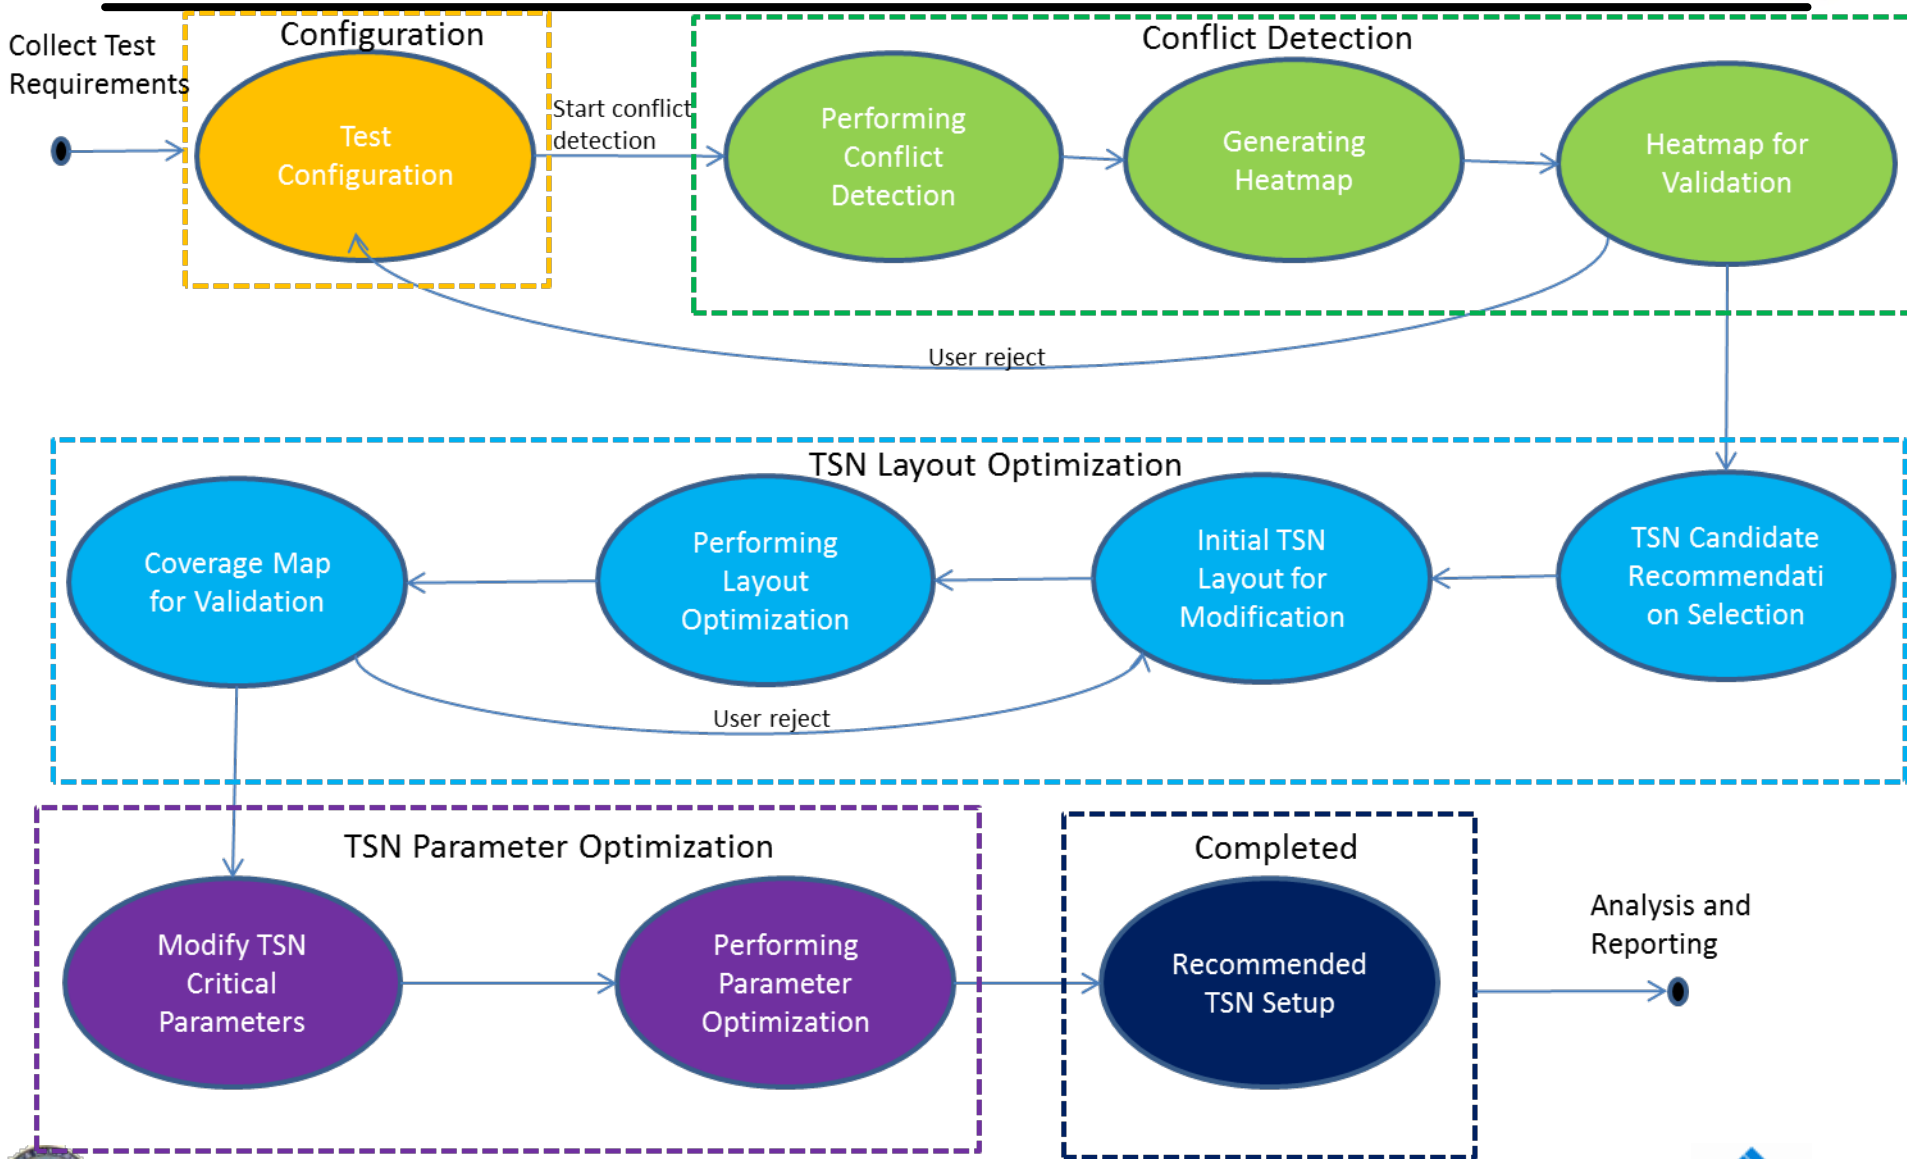 Collect Test
Requirements
Configuration
Test
Configuration
Start conflict
detection
Conflict Detection
Performing
Conflict
Detection
Generating
Heatmap
Heatmap for
Validation
User reject
TSN Layout Optimization
Coverage Map
for Validation
Performing
Layout
Optimization
Initial TSN
Layout for
Modification
TSN Candidate
Recommendati
on Selection
User reject
TSN Parameter Optimization
Modify TSN
Critical
Parameters
Performing
Parameter
Optimization
Completed
Recommended
TSN Setup
Analysis and
Reporting